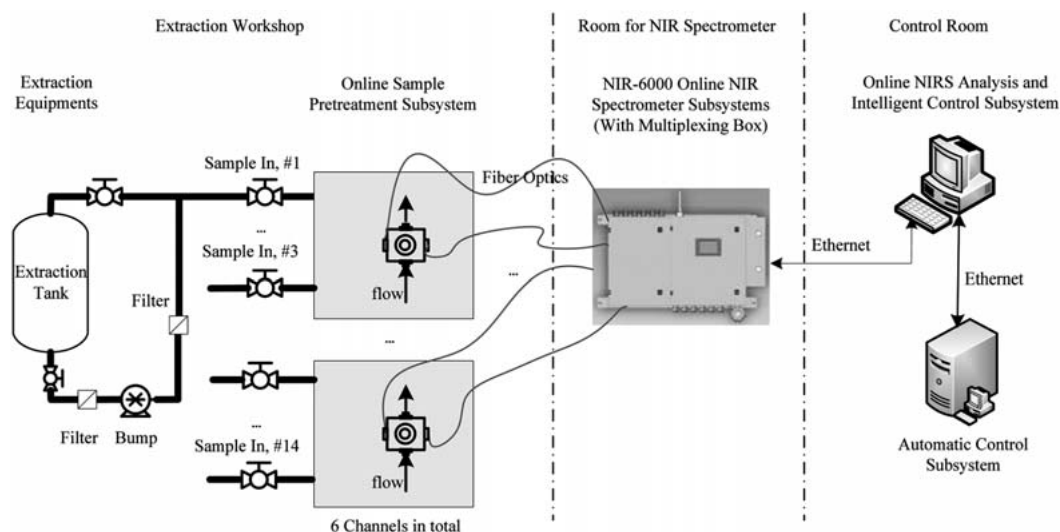 Extraction Workshop
Room for NIR Spectrometer
Control Room
Extraction
Equipments
Online Sample
Pretreatment Subsystem
NIR-6000 Online NIR
Spectrometer Subsystems
(With Multiplexing Box)
Online NIRS Analysis and
Intelligent Control Subsystem
Sample In, #1
Fiber Optics
...
Sample In, #3
Extraction
Tank
Filter
flow
...
Ethernet
Ethernet
...
...
Sample In, #14
Filter
Bump
flow
Automatic Control
Subsystem
6 Channels in total